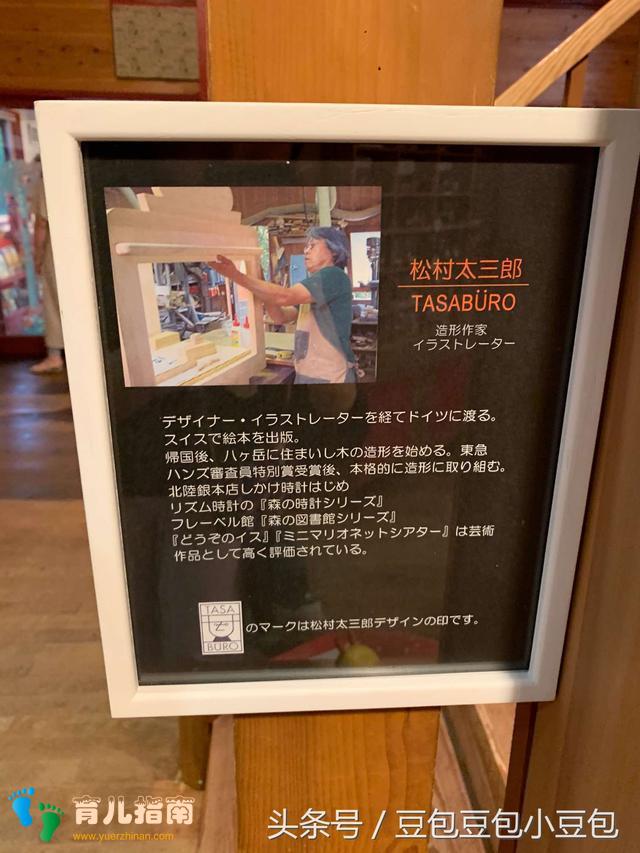 松村太三郎
TASABÜRO
造形作家
イラストレーター
デザイナー・イラストレーターを経てドイツに渡る。
スイスで絵本を出版。
帰国後、八ヶ岳に住まいし木の造形を始める。東急
ハンズ審査員特別賞受賞後、本格的に造形に取り組む。
北陸銀本店しかけ時計はじめ
リズム時計の『森の時計シリーズ』
フレーベル館『森の図書館シリーズ』
『どうぞのイス』『ミニマリオネットシアター』は芸術
作品として高く評価されている。
TASA
BÜRO
のマークは松村太三郎デザインの印です。
育儿指南
www.yuerzhinan.com
头条号 / 豆包豆包小豆包